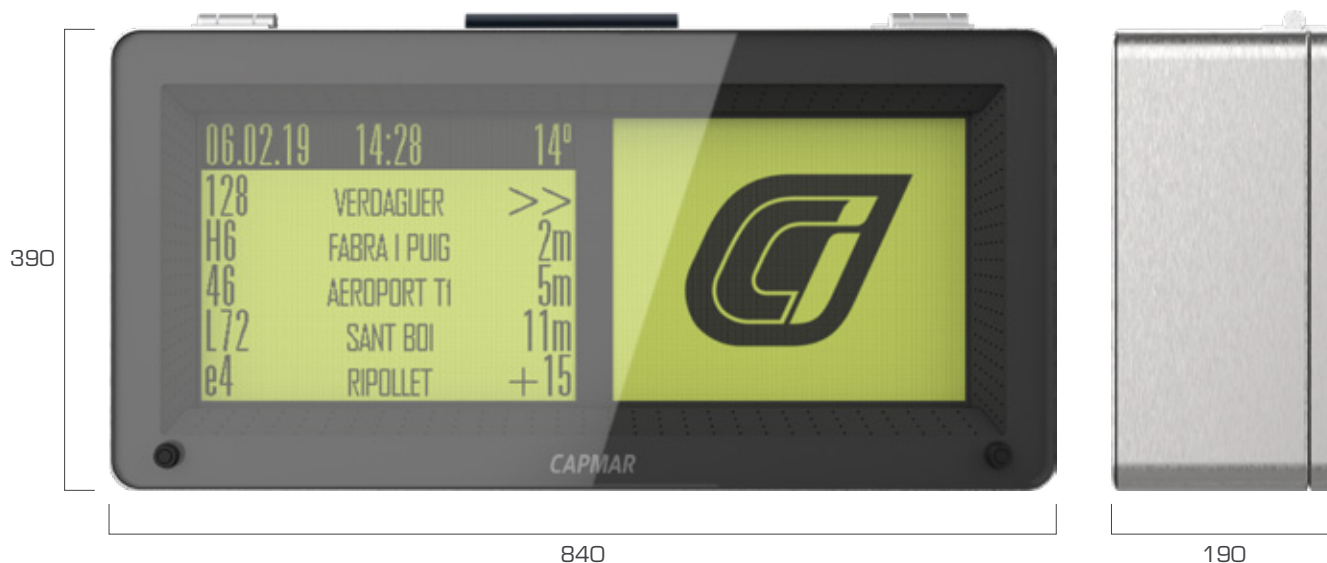 06.02.19 14:28 14º
128 VERDAGUER >>
H6 FABRA I PUIG 2m
46 AEROPORT T1 5m
L72 SANT BOI 11m
e4 RIPOLLET +15
CAPMAR
390
840
190